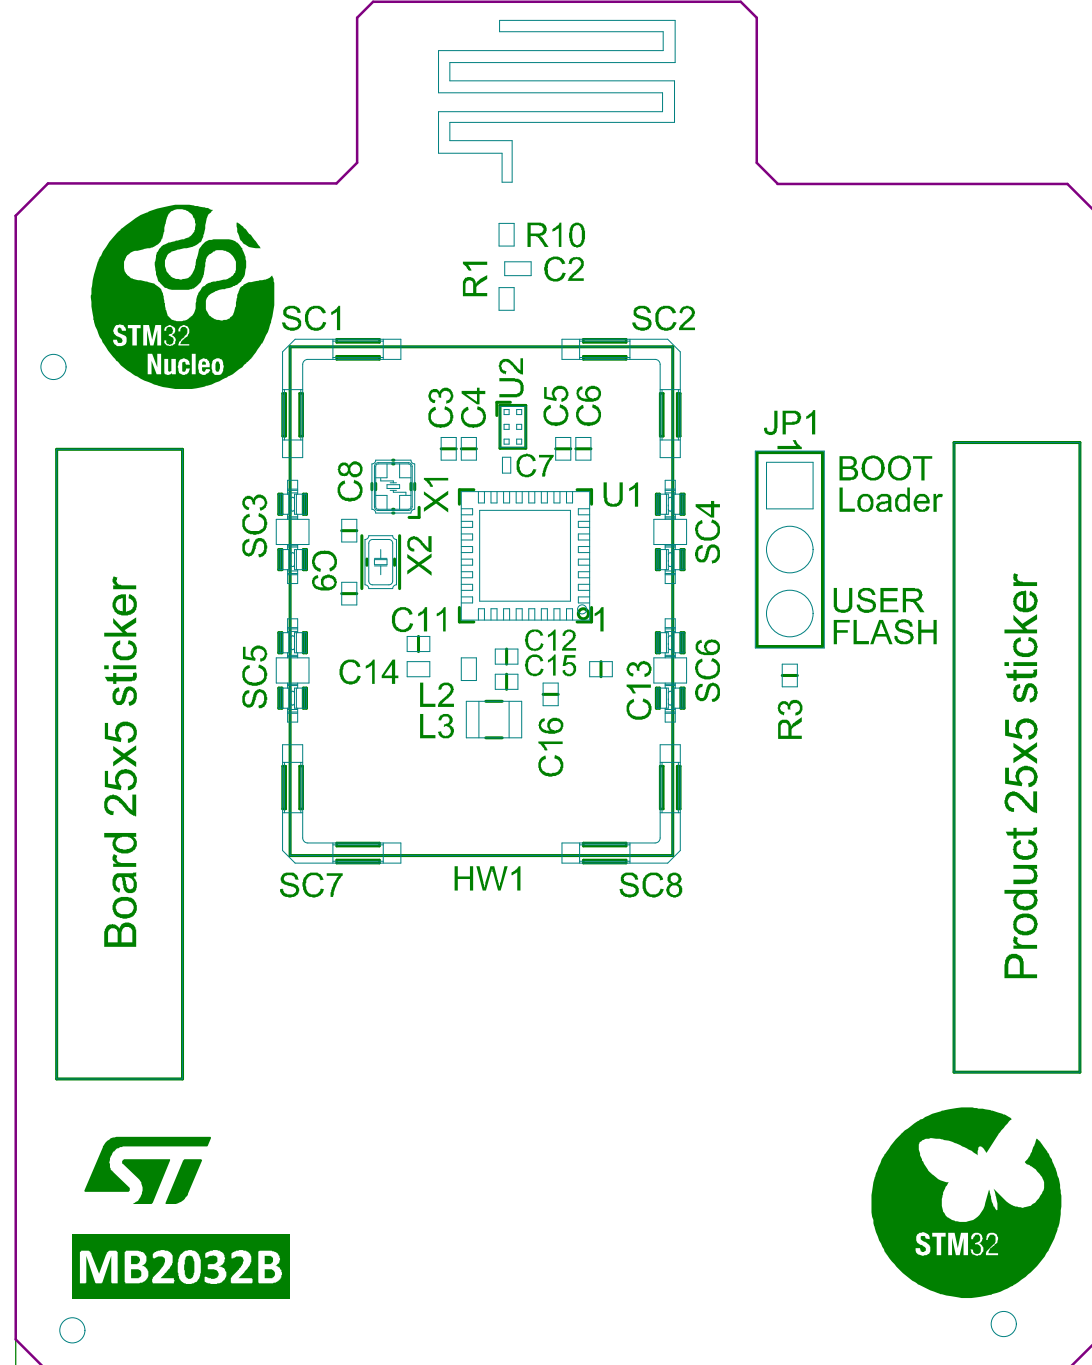 R10
C2
R1
STM32
Nucleo
SC1
SC2
U2
C3
C4
C5
C6
JP1
C7
BOOT
Loader
C8
X1
U1
SC3
SC4
X2
C9
1
USER
FLASH
C11
C12
C14
C15
SC5
SC6
L2
C13
L3
C16
R3
Board 25x5 sticker
Product 25x5 sticker
SC7
HW1
SC8
ST
STM32
MB2032B